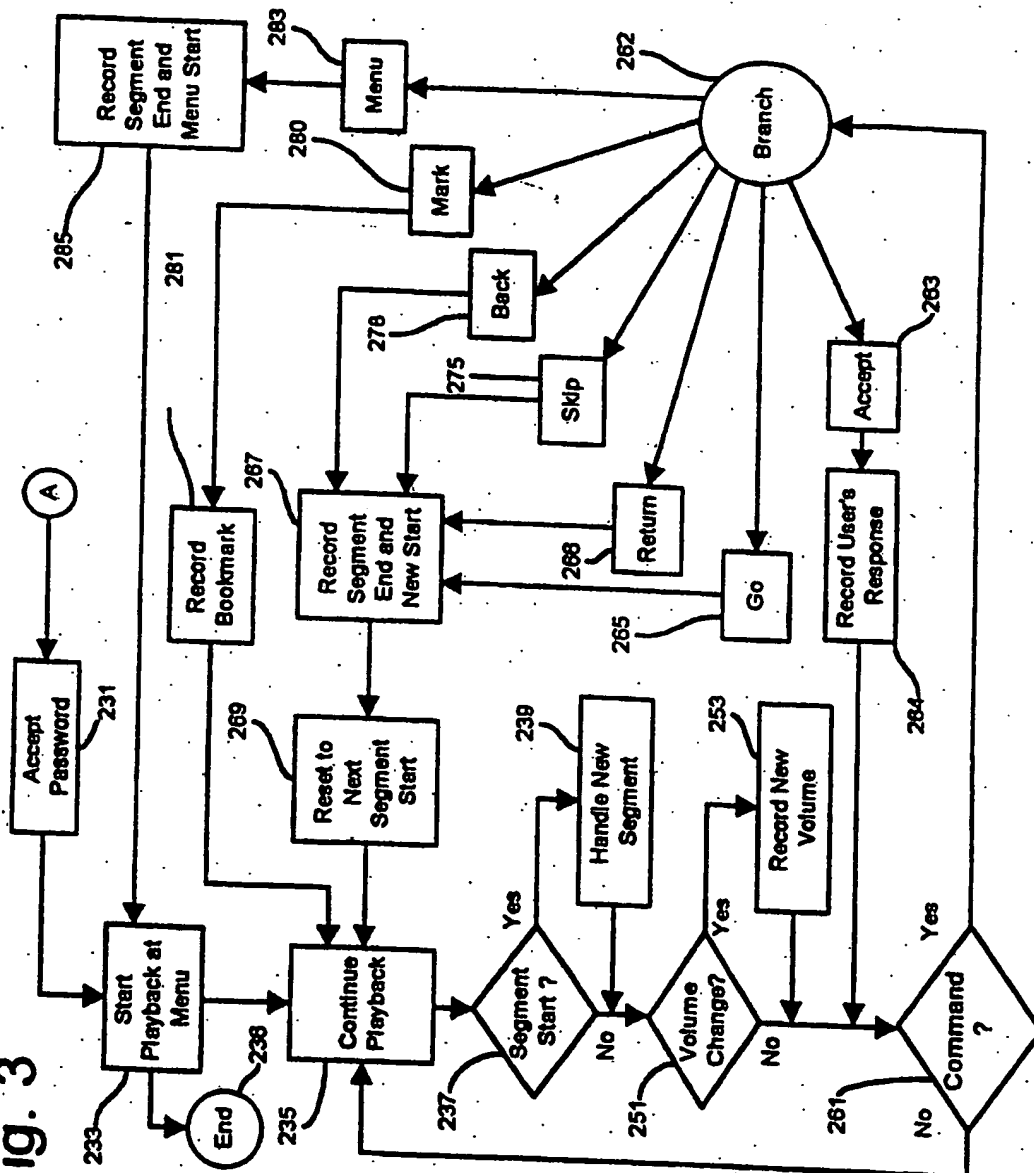 ig. 3
A
Accept
Password
231
Start
Playback at
Menu
233
End
238
Record
Segment
End and
Menu Start
285
Menu
283
Mark
280
Record
Bookmark
281
Back
278
Skip
275
Return
266
Go
265
Accept
263
Branch
262
Record
Segment
End and
New Start
267
Reset to
Next
Segment
Start
269
Continue
Playback
235
Segment
Start ?
237
Yes
No
Handle New
Segment
239
Volume
Change?
251
Yes
No
Record New
Volume
253
Record User's
Response
264
Command
?
261
Yes
No